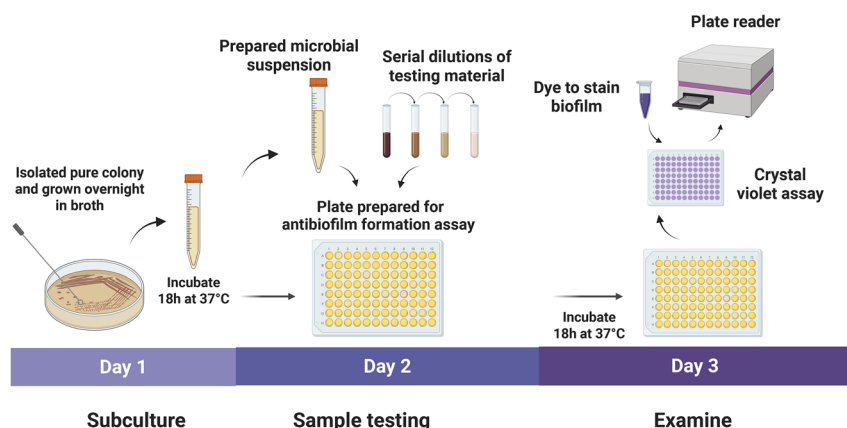 Isolated pure colony
and grown overnight
in broth
Incubate
18h at 37°C
Prepared microbial
suspension
Serial dilutions of
testing material
Plate prepared for
antibiofilm formation assay
Incubate
18h at 37°C
Dye to stain
biofilm
Plate reader
Crystal
violet assay
Day 1
Day 2
Day 3
Subculture
Sample testing
Examine